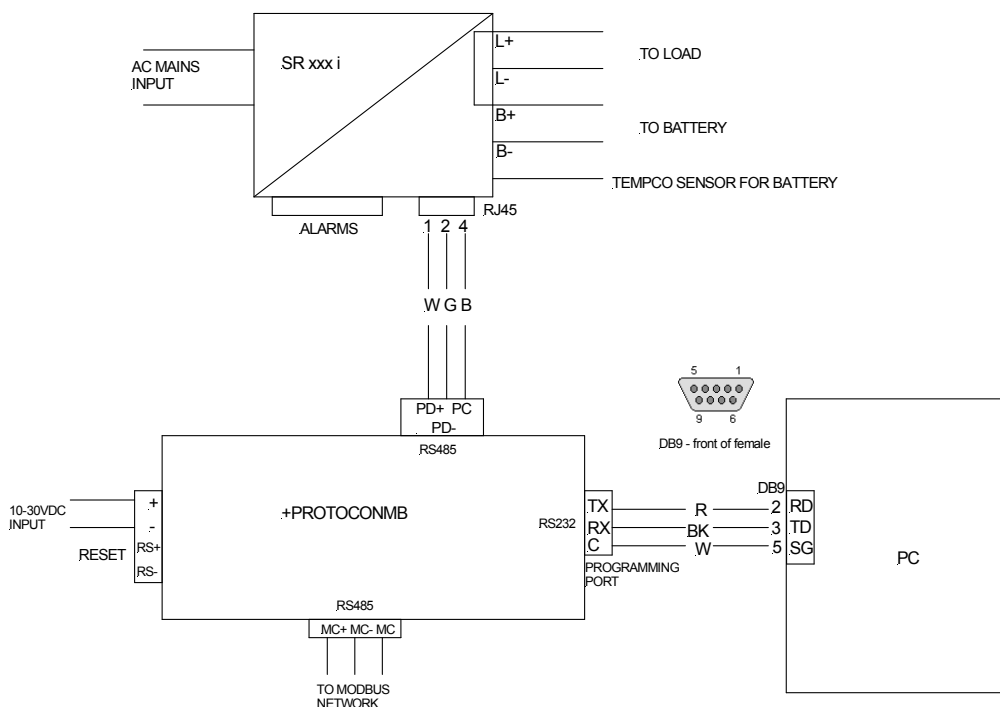 AC MAINS
INPUT
SR xxx i
L+
L-
B+
B-
TO LOAD
TO BATTERY
TEMPCO SENSOR FOR BATTERY
ALARMS
RJ45
1 2 4
W G B
PD+ PC
PD-
RS485
10-30VDC
INPUT
+
-
RS+
RS-
RESET
+PROTOCONMB
RS232
TX
RX
C
PROGRAMMING
PORT
R
BK
W
5 1
9 6
DB9 - front of female
DB9
2 RD
3 TD
5 SG
PC
RS485
MC+ MC- MC
TO MODBUS
NETWORK